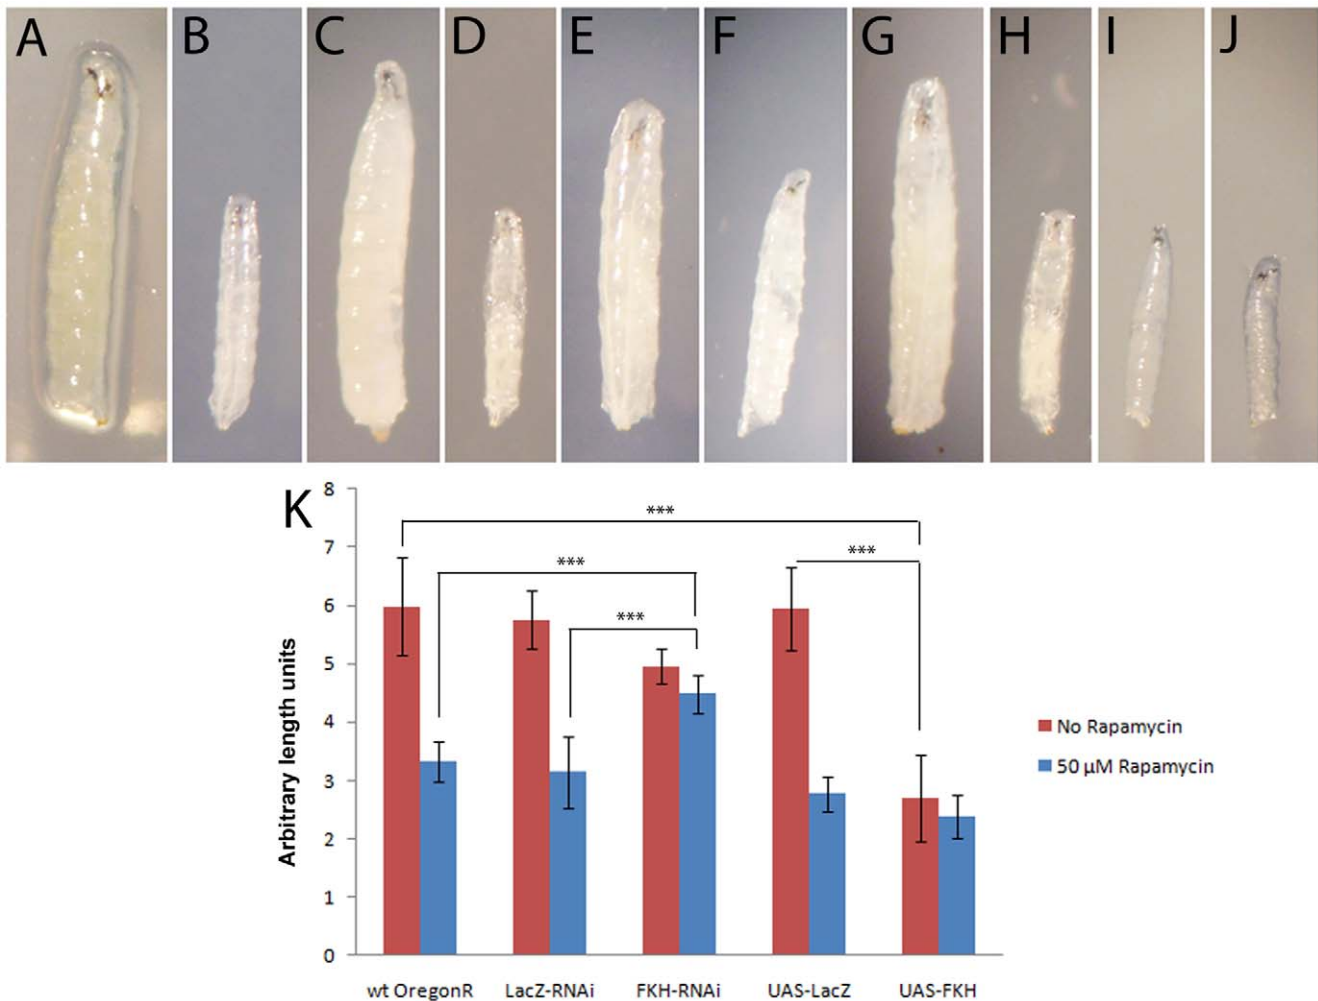 A B C D E F G H I J
K
8
7
6
5
4
3
2
1
0
Arbitrary length units
***
***
***
***
No Rapamycin
50 µM Rapamycin
wt OregonR LacZ-RNAi FKH-RNAi UAS-LacZ UAS-FKH